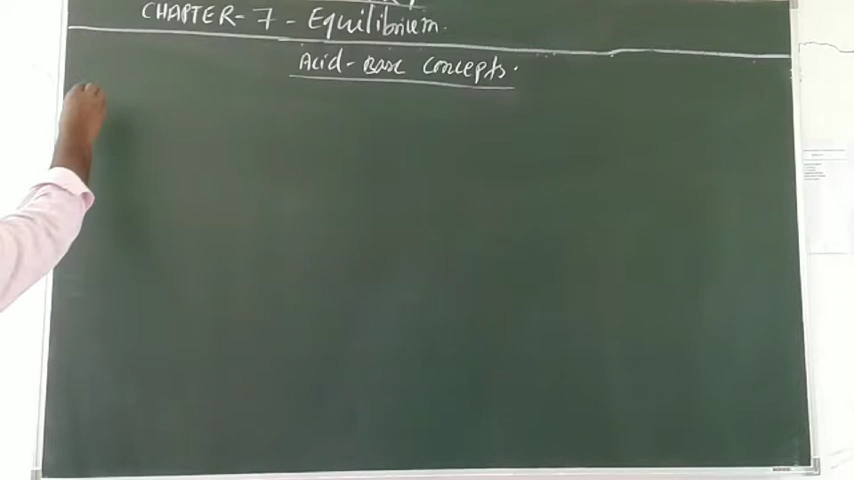 CHAPTER-7 - Equilibrium.
Acid-Base Concepts.